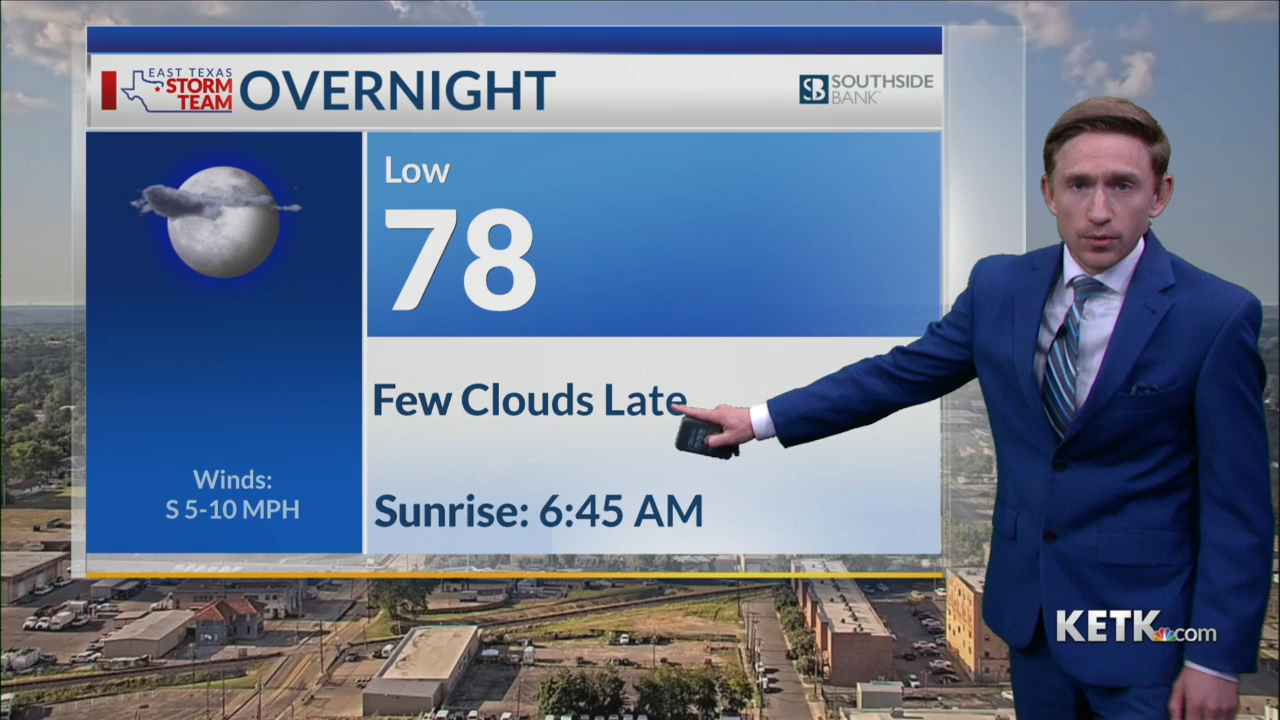 EAST TEXAS
STORM
TEAM
OVERNIGHT
SB
SOUTHSIDE
BANK
Low
78
Few Clouds Late
Winds:
S 5-10 MPH
Sunrise: 6:45 AM
KETK.com